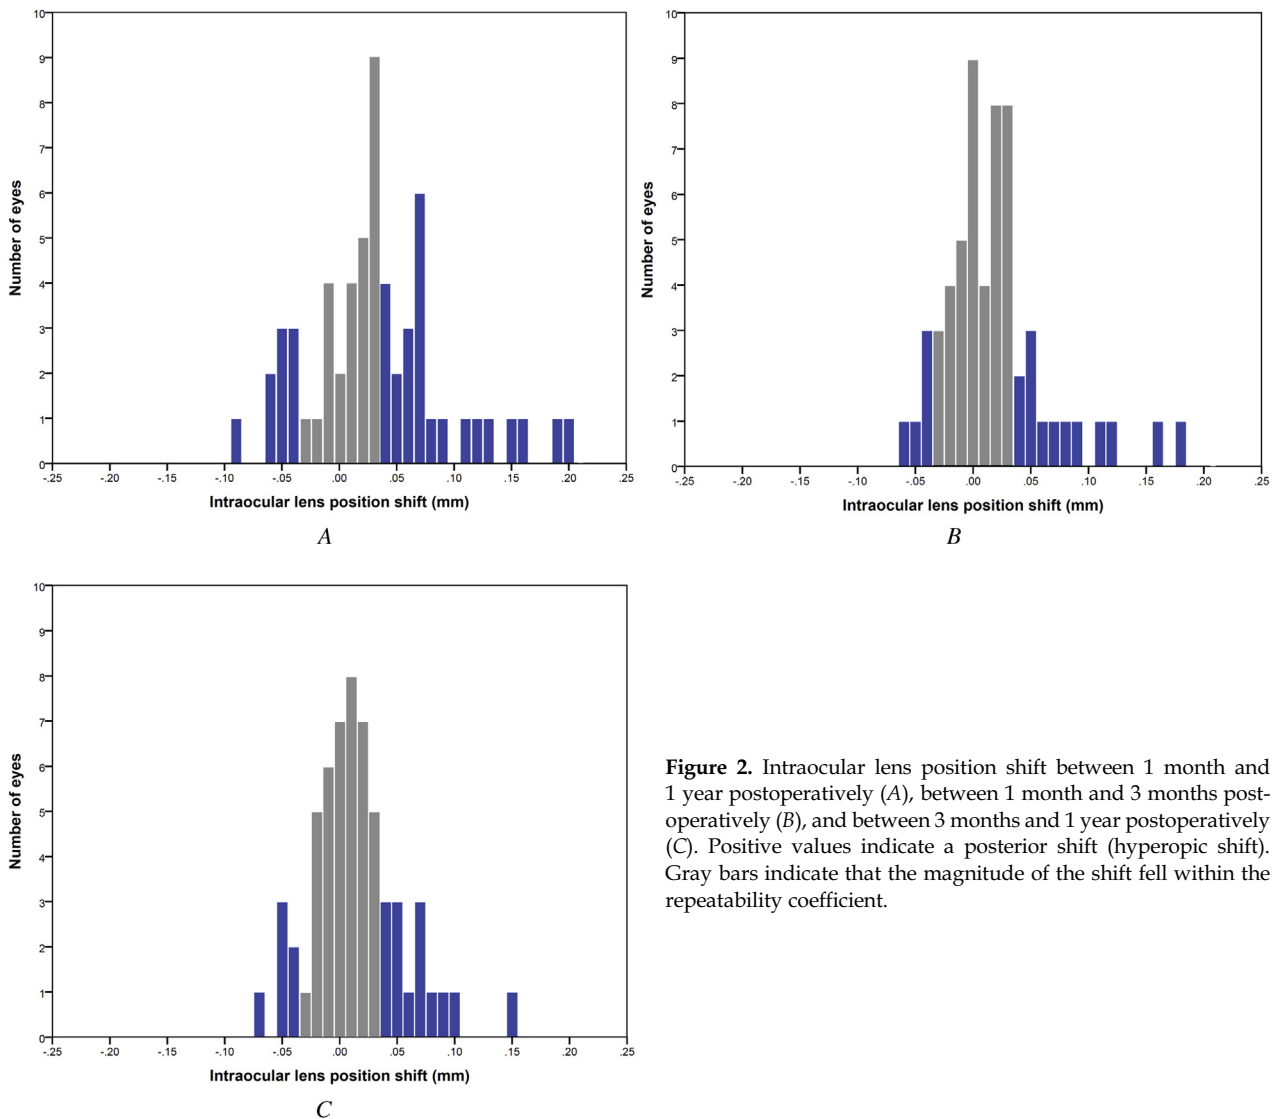 10
9
8
7
6
5
4
3
2
1
0
Number of eyes
-.25 -.20 -.15 -.10 -.05 .00 .05 .10 .15 .20 .25
Intraocular lens position shift (mm)
A
10
9
8
7
6
5
4
3
2
1
0
Number of eyes
-.25 -.20 -.15 -.10 -.05 .00 .05 .10 .15 .20 .25
Intraocular lens position shift (mm)
B
10
9
8
7
6
5
4
3
2
1
0
Number of eyes
-.25 -.20 -.15 -.10 -.05 .00 .05 .10 .15 .20 .25
Intraocular lens position shift (mm)
C
Figure 2. Intraocular lens position shift between 1 month and
1 year postoperatively (A), between 1 month and 3 months post-
operatively (B), and between 3 months and 1 year postoperatively
(C). Positive values indicate a posterior shift (hyperopic shift).
Gray bars indicate that the magnitude of the shift fell within the
repeatability coefficient.